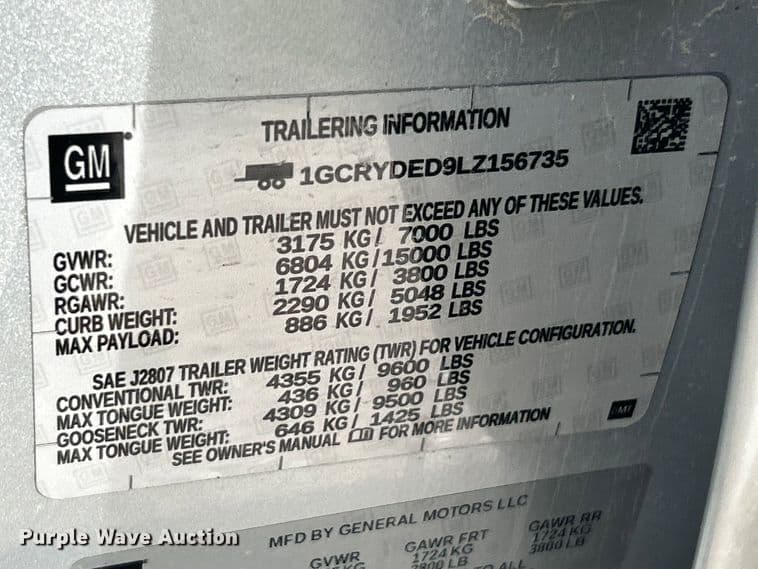 GM
TRAILERING INFORMATION
1GCRYDED9LZ156735
VEHICLE AND TRAILER MUST NOT EXCEED ANY OF THESE VALUES.
GVWR: 3175 KG/ 7000 LBS
GCWR: 6804 KG/15000 LBS
RGAWR: 1724 KG/ 3800 LBS
CURB WEIGHT: 2290 KG/ 5048 LBS
MAX PAYLOAD: 886 KG/ 1952 LBS
SAE J2807 TRAILER WEIGHT RATING (TWR) FOR VEHICLE CONFIGURATION.
CONVENTIONAL TWR: 4355 KG/ 9600 LBS
MAX TONGUE WEIGHT: 436 KG/ 960 LBS
GOOSENECK TWR: 4309 KG/ 9500 LBS
MAX TONGUE WEIGHT: 646 KG/ 1425 LBS
SEE OWNER'S MANUAL FOR MORE INFORMATION
MFD BY GENERAL MOTORS LLC
GVWR GAWR FRT GAWR RR
KG 1724 KG 1724 KG
3800 LB 3800 LB
TO ALL
Purple Wave Auction